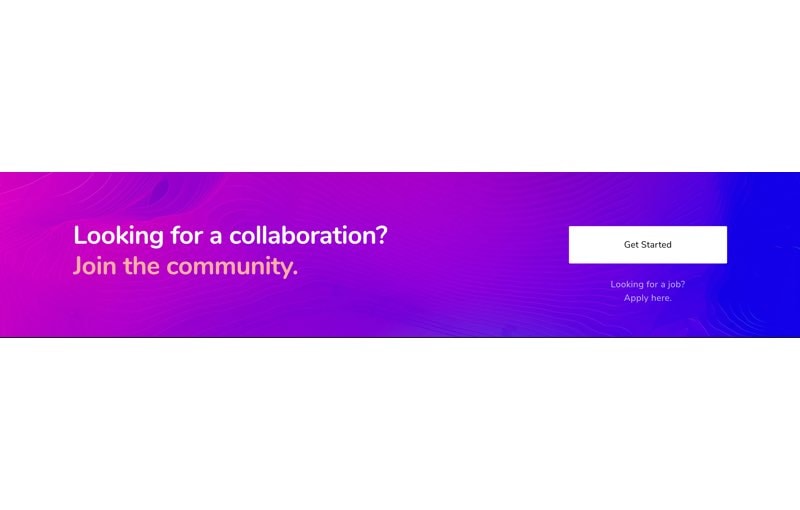 Looking for a collaboration?
Join the community.
Get Started
Looking for a job?
Apply here.